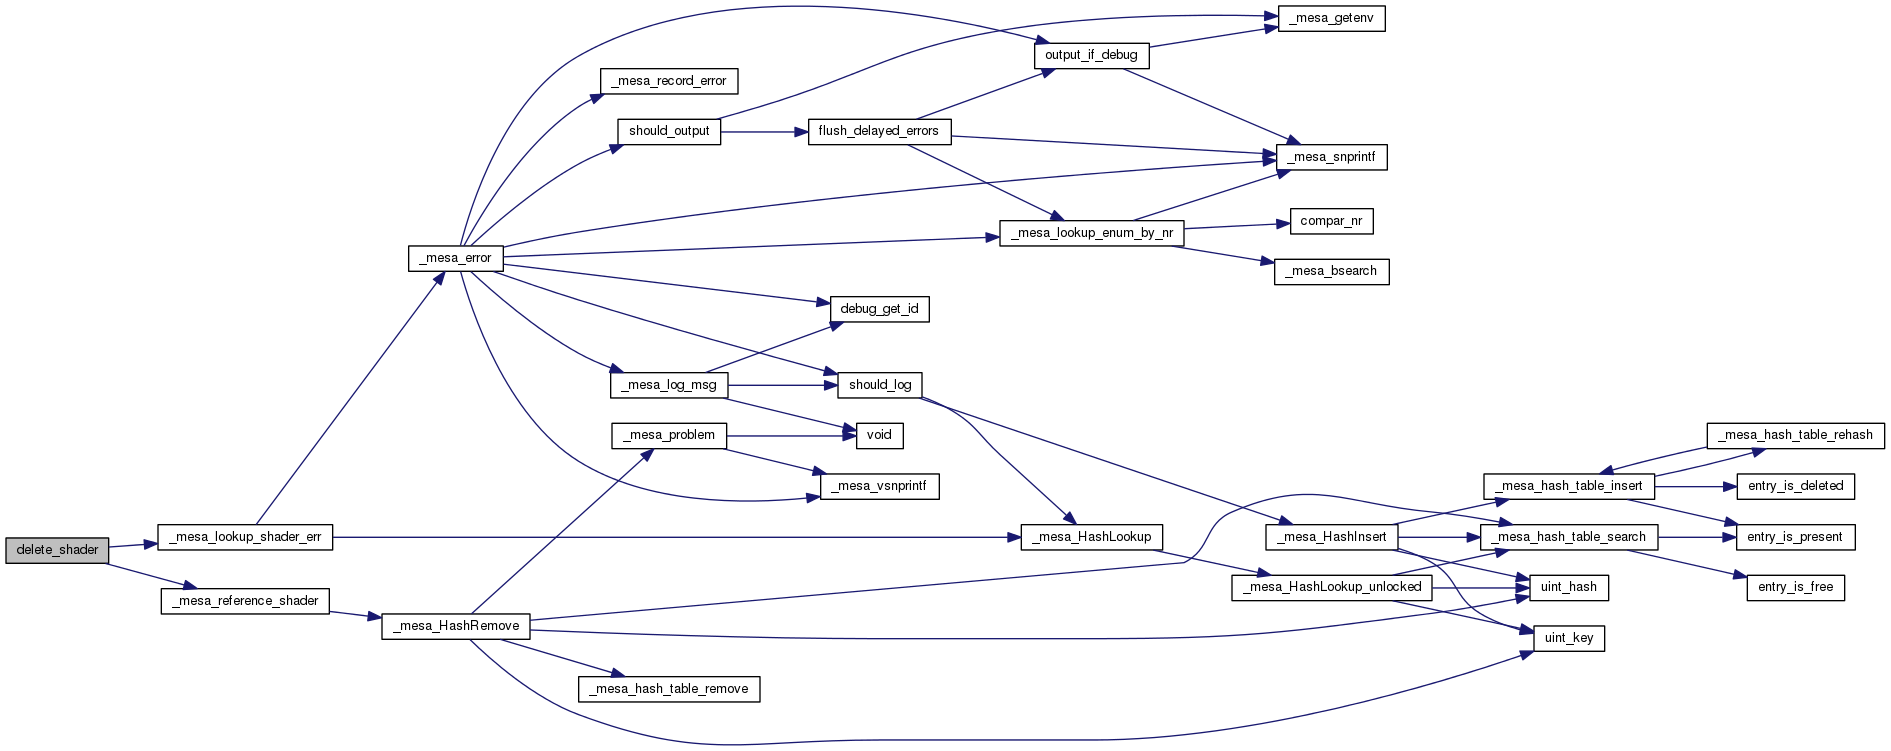 _mesa_getenv
output_if_debug
_mesa_record_error
should_output
flush_delayed_errors
_mesa_snprintf
compar_nr
_mesa_lookup_enum_by_nr
_mesa_error
_mesa_bsearch
debug_get_id
_mesa_log_msg
should_log
_mesa_problem
void
_mesa_hash_table_rehash
_mesa_vsnprintf
_mesa_hash_table_insert
entry_is_deleted
delete_shader
_mesa_lookup_shader_err
_mesa_HashLookup
_mesa_HashInsert
_mesa_hash_table_search
entry_is_present
_mesa_HashLookup_unlocked
uint_hash
entry_is_free
_mesa_reference_shader
_mesa_HashRemove
uint_key
_mesa_hash_table_remove